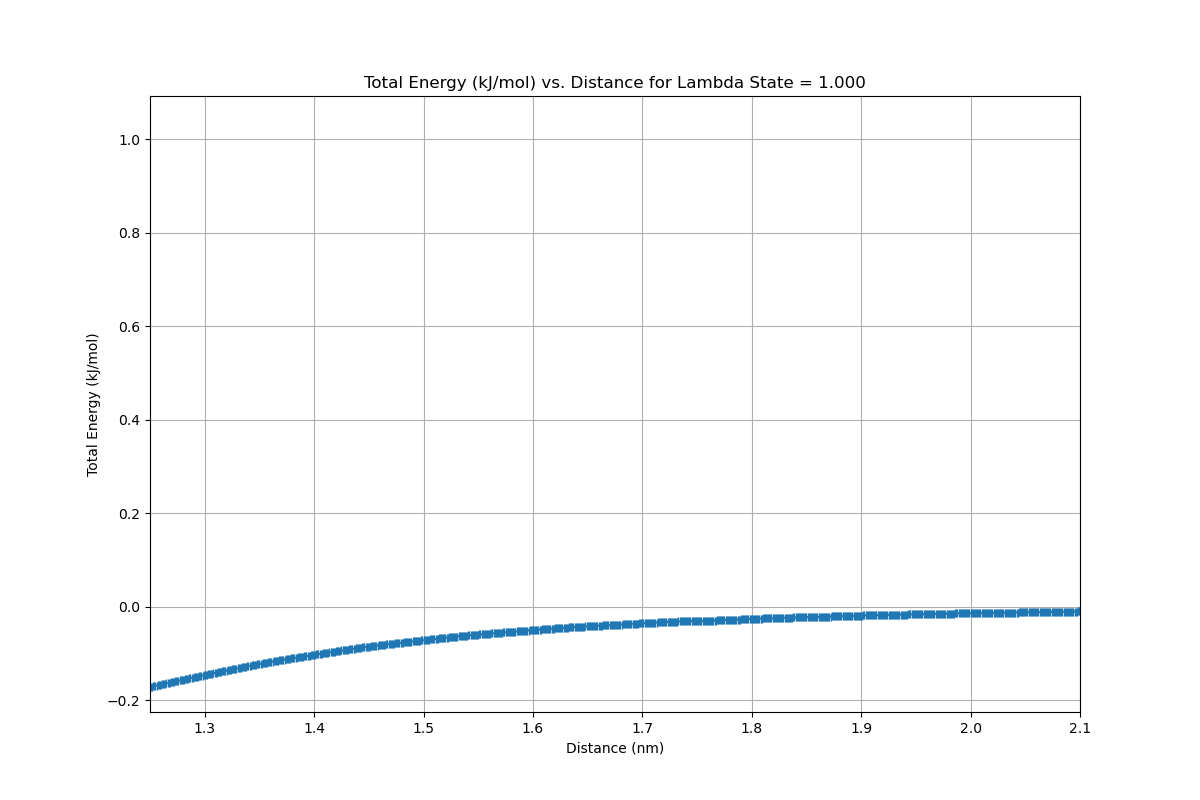 Total Energy (kJ/mol) vs. Distance for Lambda State = 1.000
Total Energy (kJ/mol)
1.0
0.8
0.6
0.4
0.2
0.0
−0.2
1.3 1.4 1.5 1.6 1.7 1.8 1.9 2.0 2.1
Distance (nm)